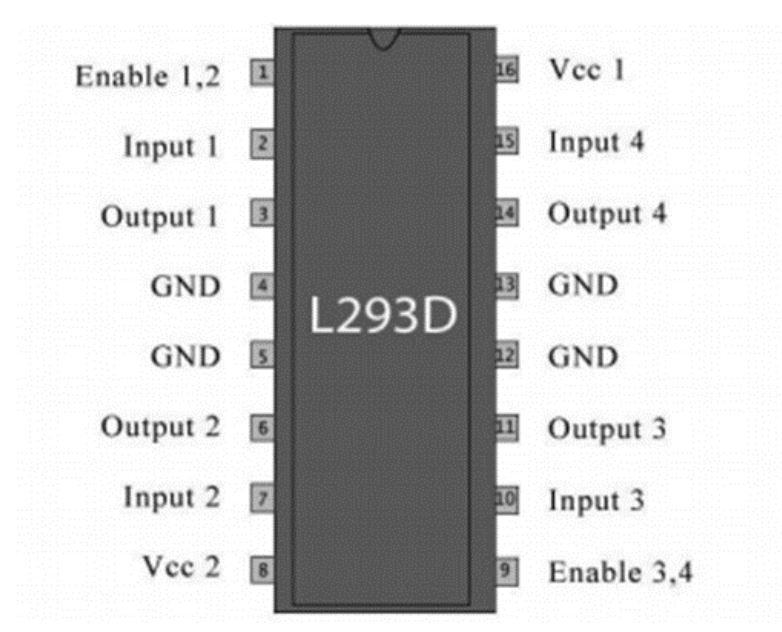 Enable 1,2 1 16 Vcc 1
Input 1 2 15 Input 4
Output 1 3 14 Output 4
GND 4 13 GND
L293D
GND 5 12 GND
Output 2 6 11 Output 3
Input 2 7 10 Input 3
Vcc 2 8 9 Enable 3,4